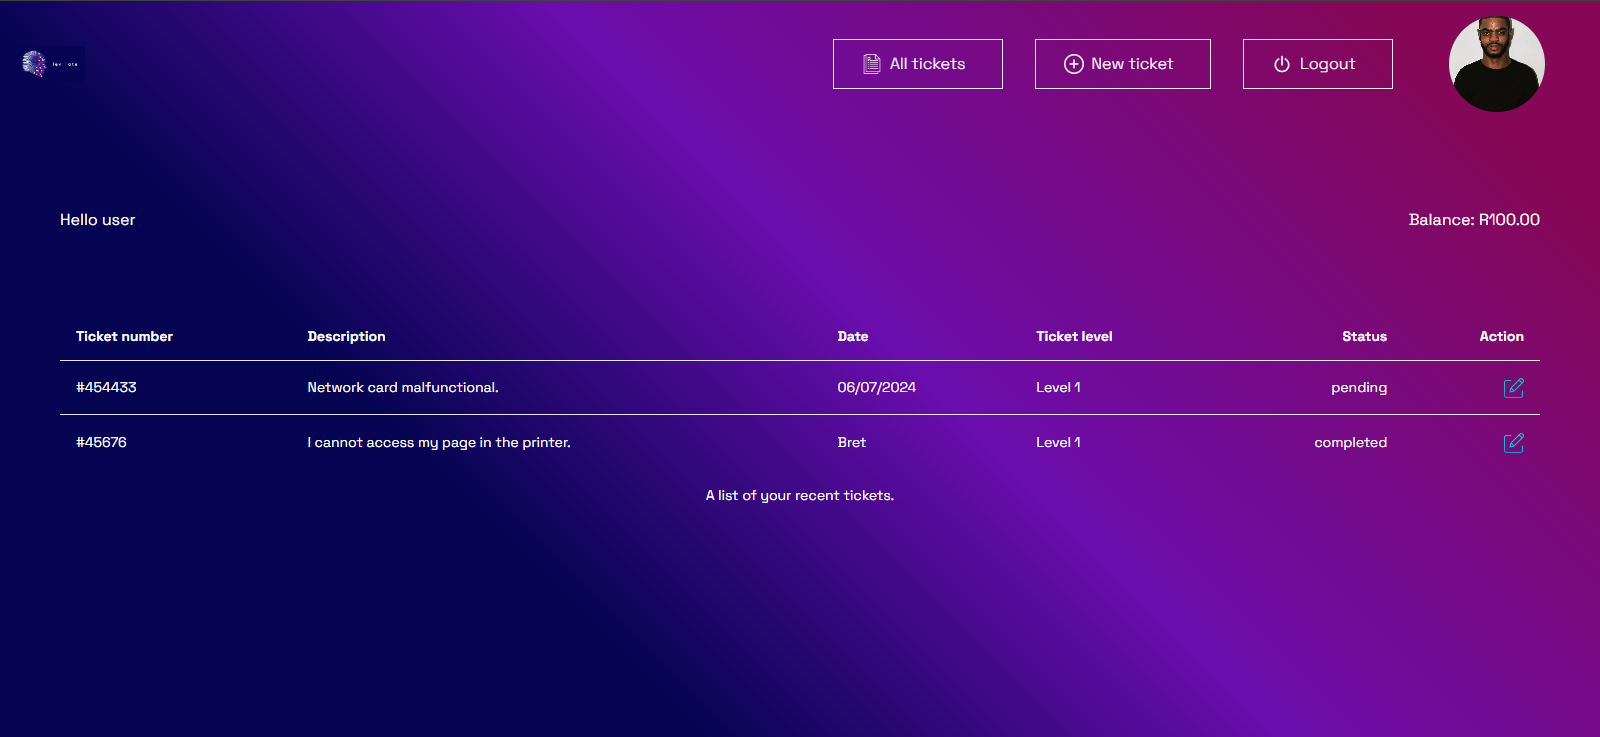 All tickets
New ticket
Logout
Hello user
Balance: R100.00
Ticket number Description Date Ticket level Status Action
#454433 Network card malfunctional. 06/07/2024 Level 1 pending
#45676 I cannot access my page in the printer. Bret Level 1 completed
A list of your recent tickets.